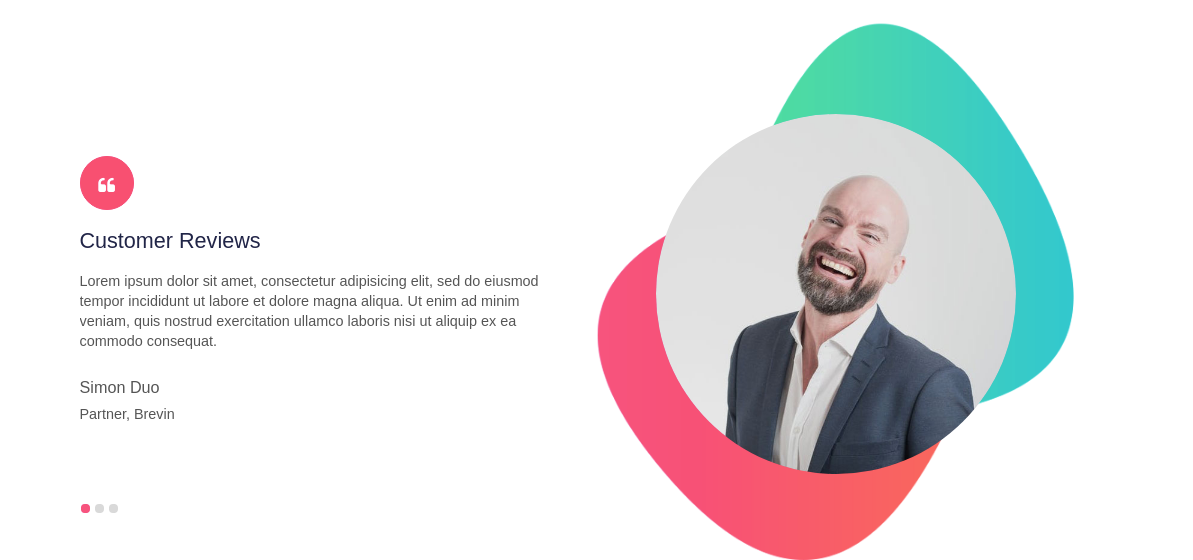 Customer Reviews
Lorem ipsum dolor sit amet, consectetur adipisicing elit, sed do eiusmod
tempor incididunt ut labore et dolore magna aliqua. Ut enim ad minim
veniam, quis nostrud exercitation ullamco laboris nisi ut aliquip ex ea
commodo consequat.
Simon Duo
Partner, Brevin